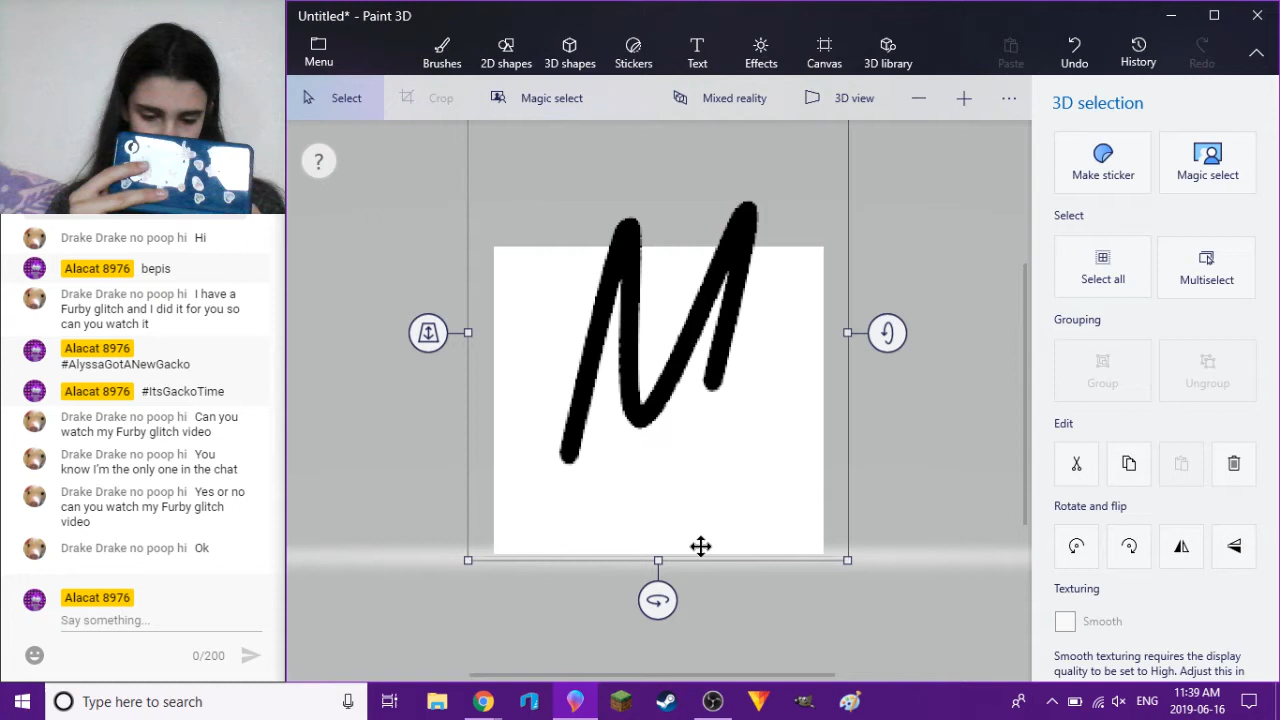 Untitled* - Paint 3D
Menu
Brushes
2D shapes
3D shapes
Stickers
Text
Effects
Canvas
3D library
Paste
Undo
History
Redo
Select
Crop
Magic select
Mixed reality
3D view
?
M
3D selection
Make sticker
Magic select
Select
Select all
Multiselect
Grouping
Group
Ungroup
Edit
Rotate and flip
Texturing
Smooth
Smooth texturing requires the display
quality to be set to High. Adjust this in
Drake Drake no poop hi Hi
Alacat 8976 bepis
Drake Drake no poop hi I have a
Furby glitch and I did it for you so
can you watch it
Alacat 8976
#AlyssaGotANewGacko
Alacat 8976 #ItsGackoTime
Drake Drake no poop hi Can you
watch my Furby glitch video
Drake Drake no poop hi You
know I'm the only one in the chat
Drake Drake no poop hi Yes or no
can you watch my Furby glitch
video
Drake Drake no poop hi Ok
Alacat 8976
Say something...
0/200
Type here to search
ENG
11:39 AM
2019-06-16